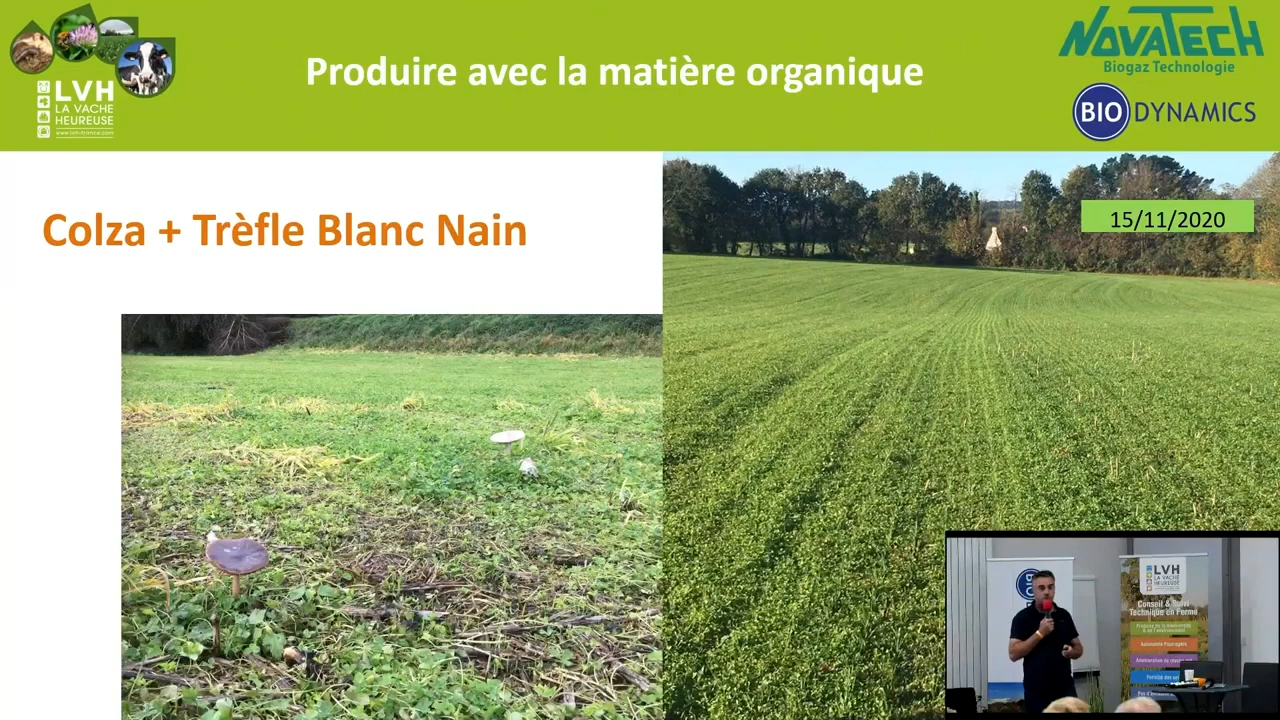 LVH
LA VACHE
HEUREUSE
Produire avec la matière organique
NOVATECH
Biogaz Technologie
BIO DYNAMICS
Colza + Trèfle Blanc Nain
15/11/2020
LVH
LA VACHE
HEUREUSE
Conseil & Suivi
Technique en Ferme